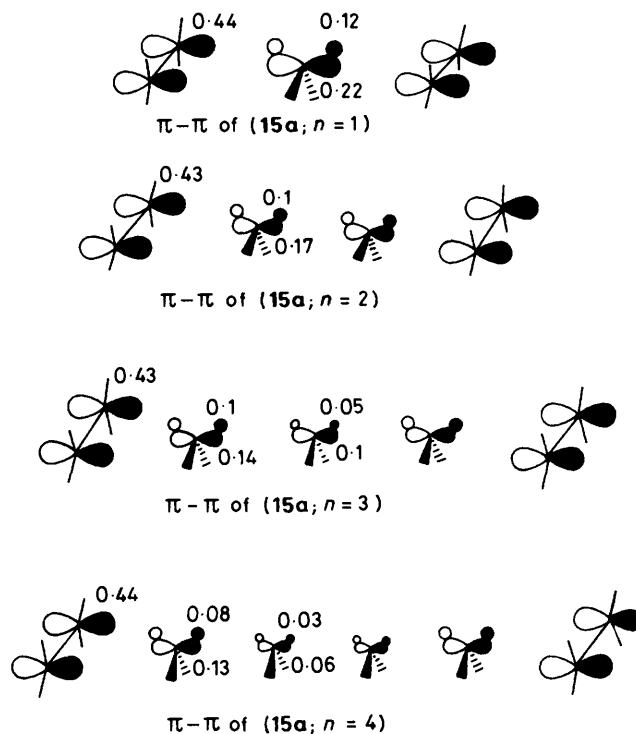 0·44 0·12
0·22
π–π of (15a; n = 1)
0·43 0·1
0·17
π–π of (15a; n = 2)
0·43 0·1 0·05
0·14 0·1
π–π of (15a; n = 3)
0·44 0·08 0·03
0·13 0·06
π–π of (15a; n = 4)